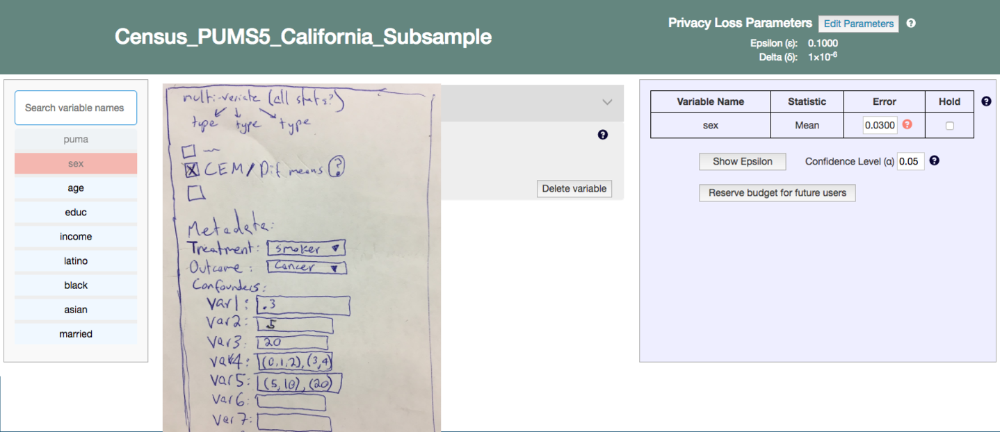 Census_PUMS5_California_Subsample
Privacy Loss Parameters Edit Parameters ?
Epsilon (ε): 0.1000
Delta (δ): 1×10⁻⁶
Search variable names
puma
sex
age
educ
income
latino
black
asian
married
multi-variate (all stats?)
type type type
CEM/Dif means ?
Metadata:
Treatment: Smoker ▼
Outcome: Cancer ▼
Confounders:
Var1: .3
Var2: 5
Var3: 20
Var4: (0,1,2),(3,4)
Var5: (5,10),(20)
Var6:
Var7:
?
Delete variable
Variable Name Statistic Error Hold ?
sex Mean 0.0300 ?
Show Epsilon Confidence Level (α) 0.05 ?
Reserve budget for future users